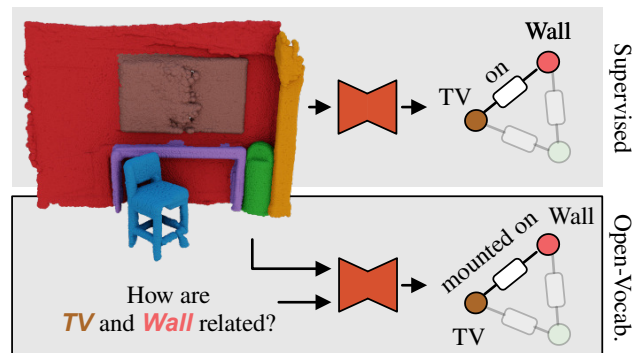 Wall
on
TV
Supervised
mounted on
Wall
TV
How are
TV and Wall related?
Open-Vocab.